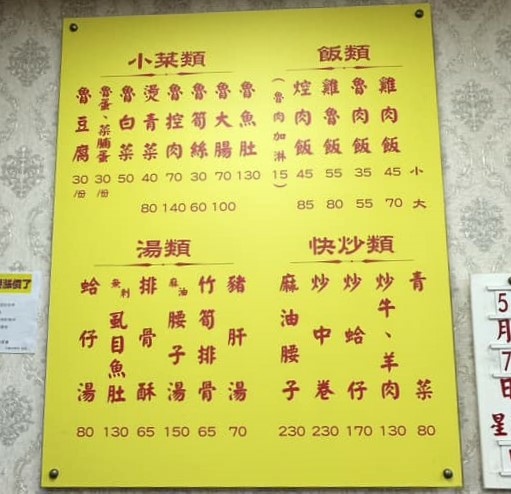 飯類
雞肉飯 45 70
魯肉飯 35 55
雞魯飯 55 80
焢肉飯 45 85
(魯肉加淋15)
小
大
小菜類
魯魚肚 130
魯大腸 70 100
魯筍絲 30 60
魯控肉 70 140
燙青菜 40 80
魯白菜 50
魯蛋、菜脯蛋 30/份
魯豆腐 30/份
快炒類
青菜 80
炒牛、羊肉 130
炒蛤仔 170
炒中卷 230
麻油腰子 230
湯類
豬肝湯 70
竹筍排骨 65
麻油腰子湯 150
排骨酥 65
無刺虱目魚肚 130
蛤仔湯 80
漲價了
5月7日星